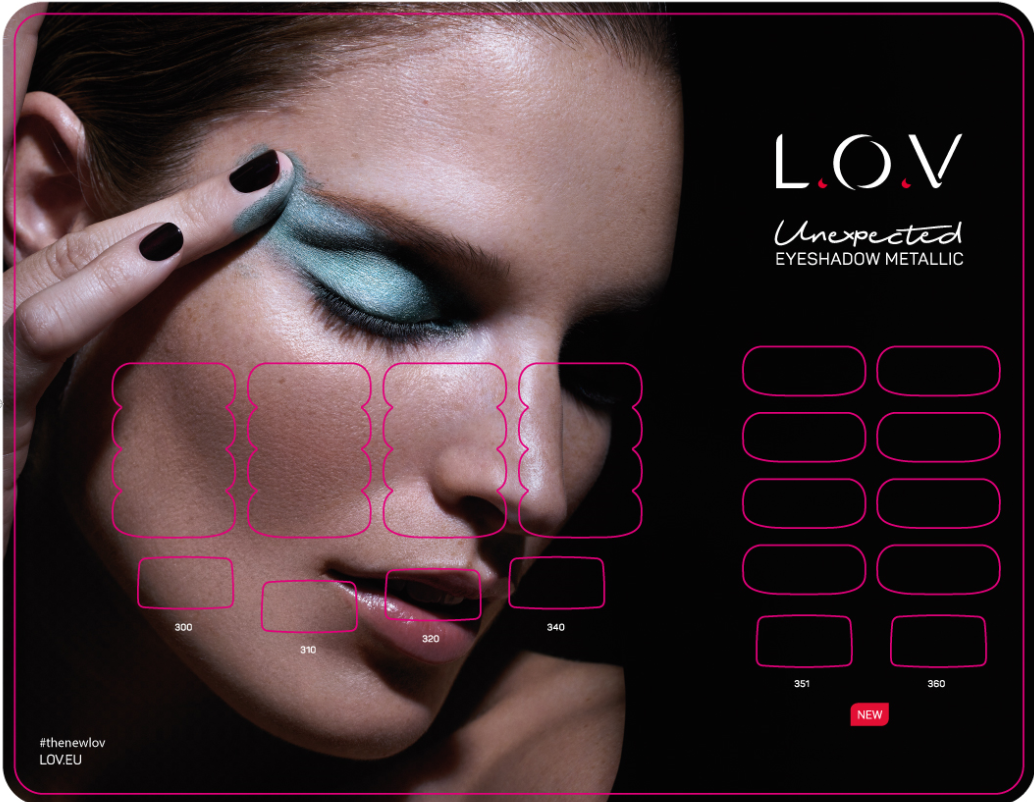 L.O.V
Unexpected
EYESHADOW METALLIC
300
310
320
340
351
360
NEW
#thenewlov
LOV.EU